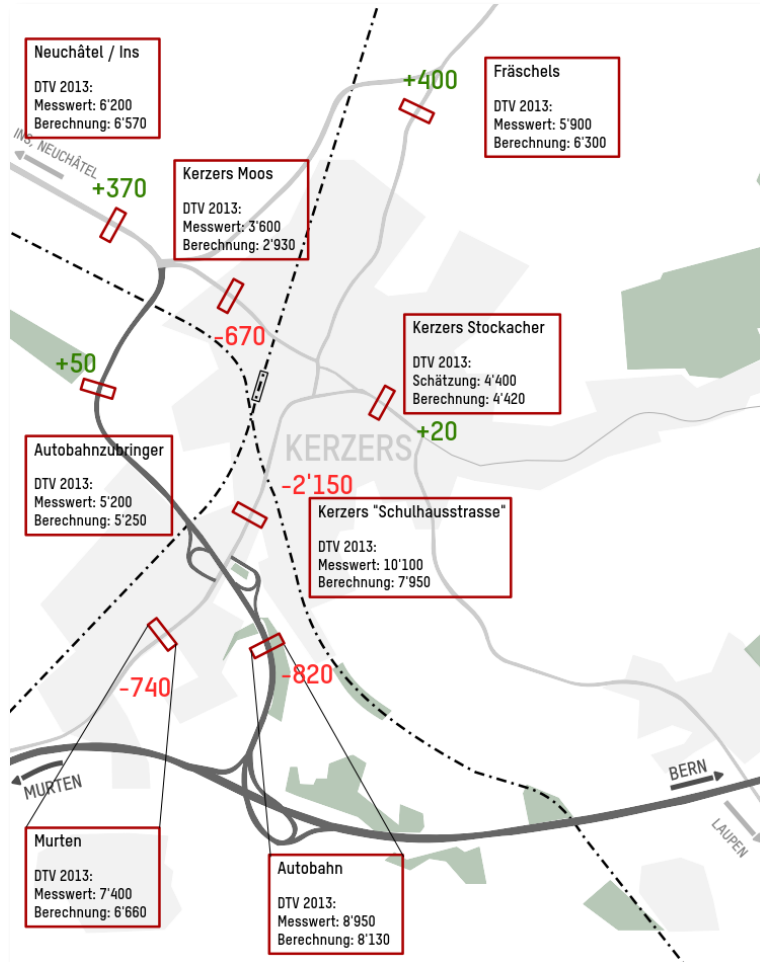 Neuchâtel / Ins
DTV 2013:
Messwert: 6'200
Berechnung: 6'570
+400
Fräschels
DTV 2013:
Messwert: 5'900
Berechnung: 6'300
INS, NEUCHÂTEL
+370
Kerzers Moos
DTV 2013:
Messwert: 3'600
Berechnung: 2'930
-670
+50
Kerzers Stockacher
DTV 2013:
Schätzung: 4'400
Berechnung: 4'420
+20
KERZERS
Autobahnzubringer
DTV 2013:
Messwert: 5'200
Berechnung: 5'250
-2'150
Kerzers "Schulhausstrasse"
DTV 2013:
Messwert: 10'100
Berechnung: 7'950
-740
-820
MURTEN
BERN
LAUPEN
Murten
DTV 2013:
Messwert: 7'400
Berechnung: 6'660
Autobahn
DTV 2013:
Messwert: 8'950
Berechnung: 8'130